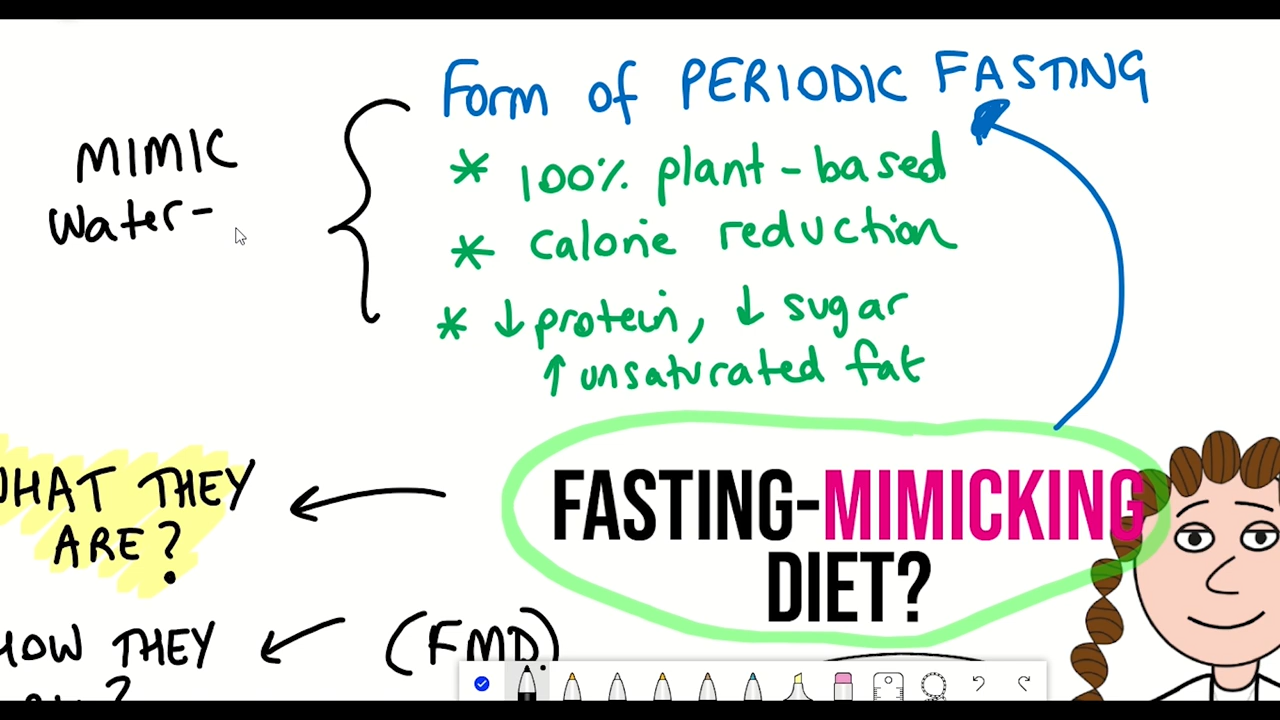 Form of PERIODIC FASTING
* 100% plant-based
* Calorie reduction
* ↓ protein, ↓ sugar
↑ unsaturated fat
MIMIC
Water-
FASTING-MIMICKING
DIET?
WHAT THEY
ARE?
(FMD)
HOW THEY